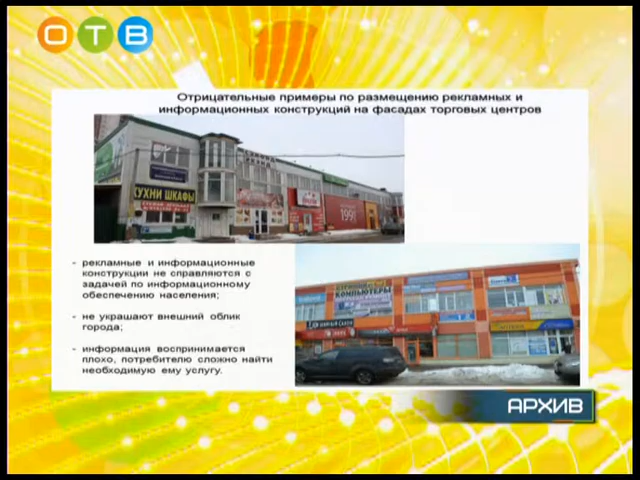 ОТВ
Отрицательные примеры по размещению рекламных и
информационных конструкций на фасадах торговых центров
КУХНИ ШКАФЫ
1991
- рекламные и информационные
конструкции не справляются с
задачей по информационному
обеспечению населения;
- не украшают внешний облик
города;
- информация воспринимается
плохо, потребителю сложно найти
необходимую ему услугу.
КОМПЬЮТЕРЫ
АРХИВ